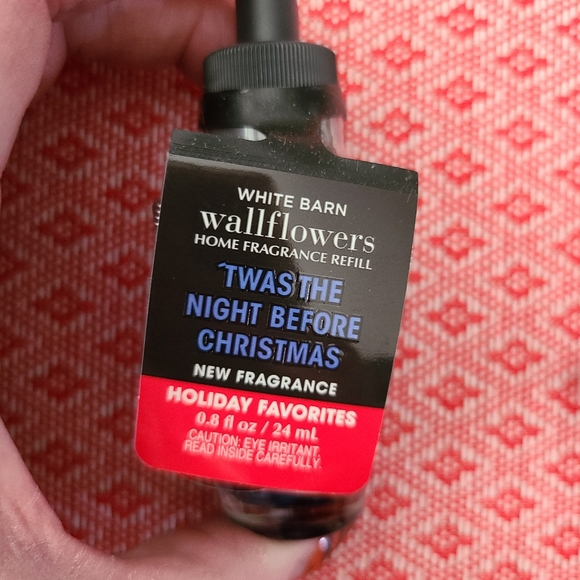 WHITE BARN
wallflowers
HOME FRAGRANCE REFILL
'TWAS THE
NIGHT BEFORE
CHRISTMAS
NEW FRAGRANCE
HOLIDAY FAVORITES
0.8 fl oz / 24 mL
CAUTION: EYE IRRITANT.
READ INSIDE CAREFULLY.